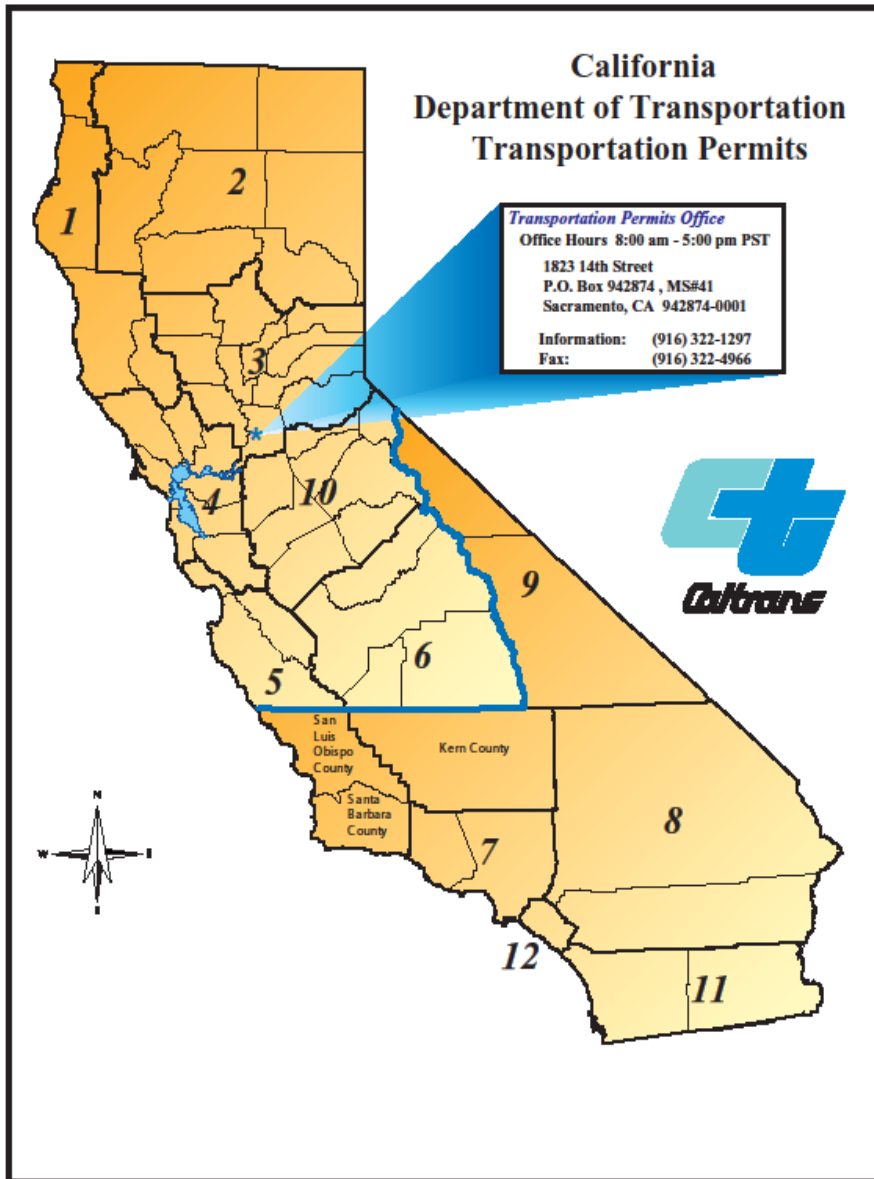 California
Department of Transportation
Transportation Permits
Transportation Permits Office
Office Hours 8:00 am - 5:00 pm PST
1823 14th Street
P.O. Box 942874 , MS#41
Sacramento, CA 942874-0001
Information: (916) 322-1297
Fax: (916) 322-4966
1
2
3
4
10
9
5
6
San
Luis
Obispo
County
Kern County
Santa
Barbara
County
7
8
12
11
Caltrans
N
W E
S